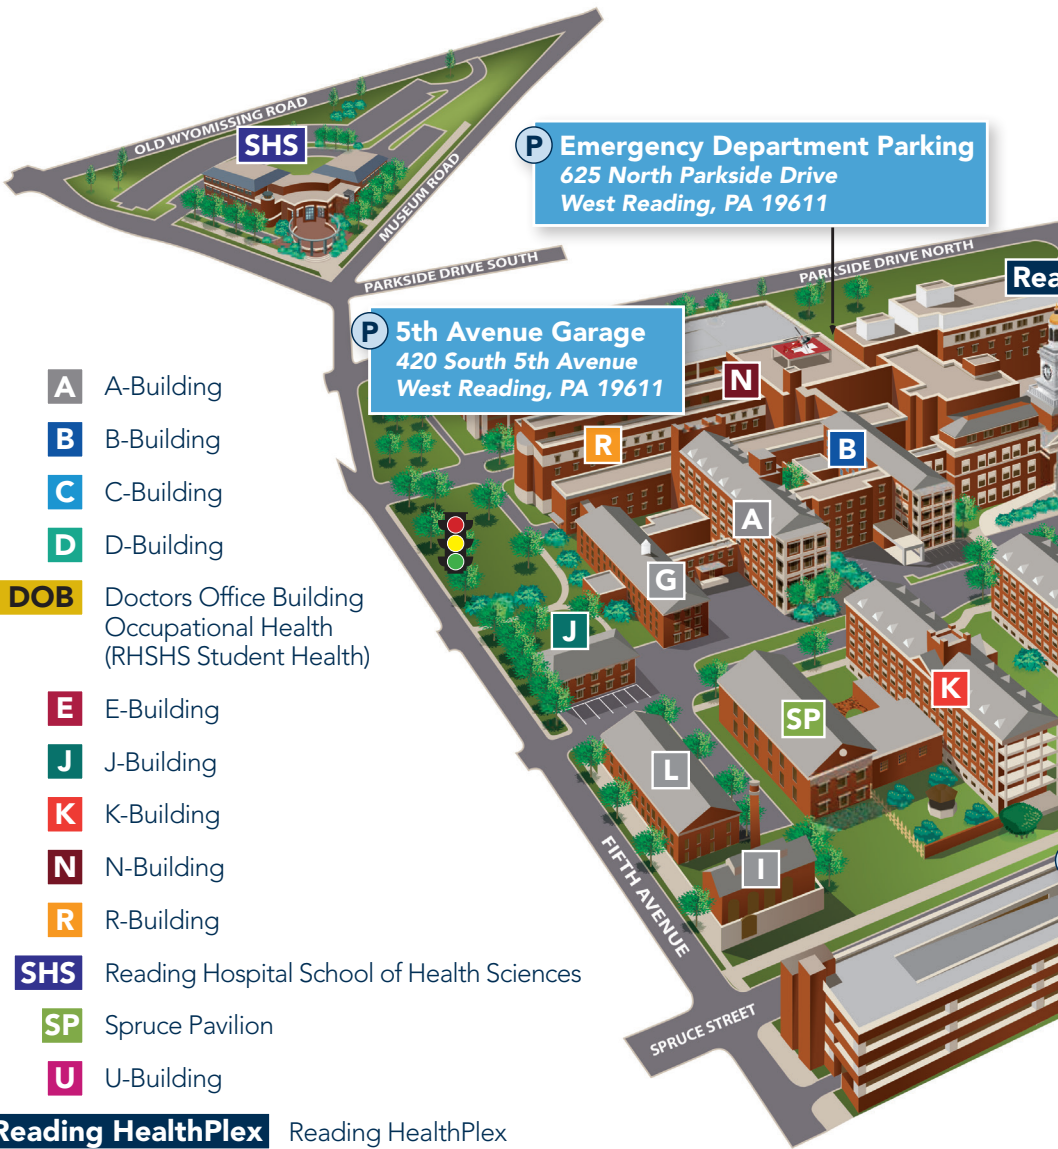 OLD WYOMISSING ROAD
SHS
MUSEUM ROAD
P Emergency Department Parking
625 North Parkside Drive
West Reading, PA 19611
PARKSIDE DRIVE SOUTH
PARKSIDE DRIVE NORTH
Rea
P 5th Avenue Garage
420 South 5th Avenue
West Reading, PA 19611
N
R
B
A
G
J
K
SP
L
I
FIFTH AVENUE
SPRUCE STREET
A A-Building
B B-Building
C C-Building
D D-Building
DOB Doctors Office Building
Occupational Health
(RHSHS Student Health)
E E-Building
J J-Building
K K-Building
N N-Building
R R-Building
SHS Reading Hospital School of Health Sciences
SP Spruce Pavilion
U U-Building
Reading HealthPlex Reading HealthPlex